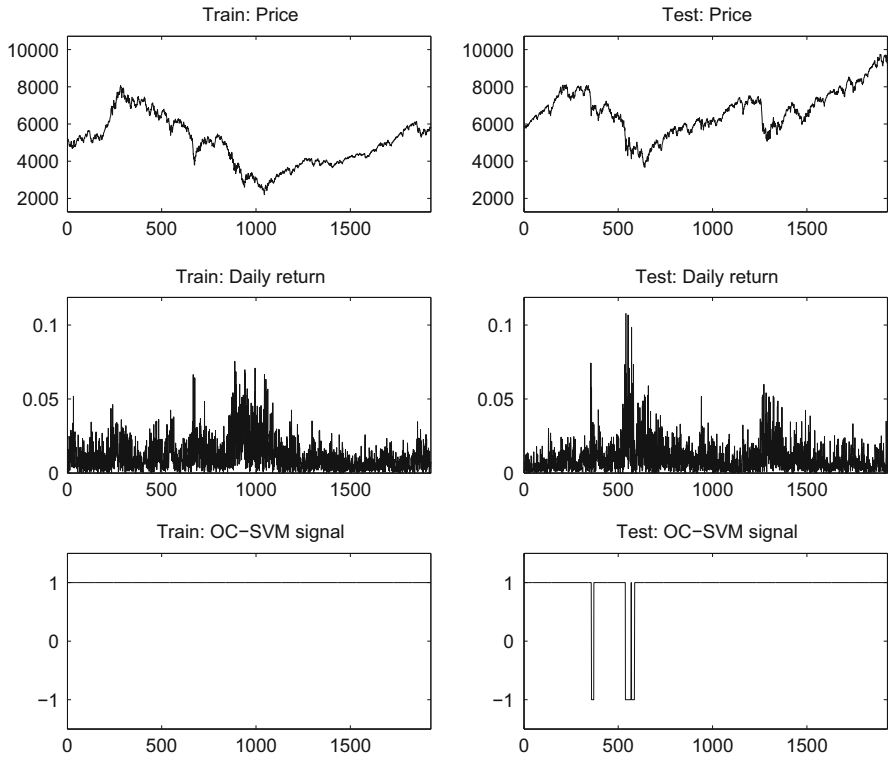 Train: Price
10000
8000
6000
4000
2000
0 500 1000 1500
Test: Price
10000
8000
6000
4000
2000
0 500 1000 1500
Train: Daily return
0.1
0.05
0
0 500 1000 1500
Test: Daily return
0.1
0.05
0
0 500 1000 1500
Train: OC−SVM signal
1
0
−1
0 500 1000 1500
Test: OC−SVM signal
1
0
−1
0 500 1000 1500